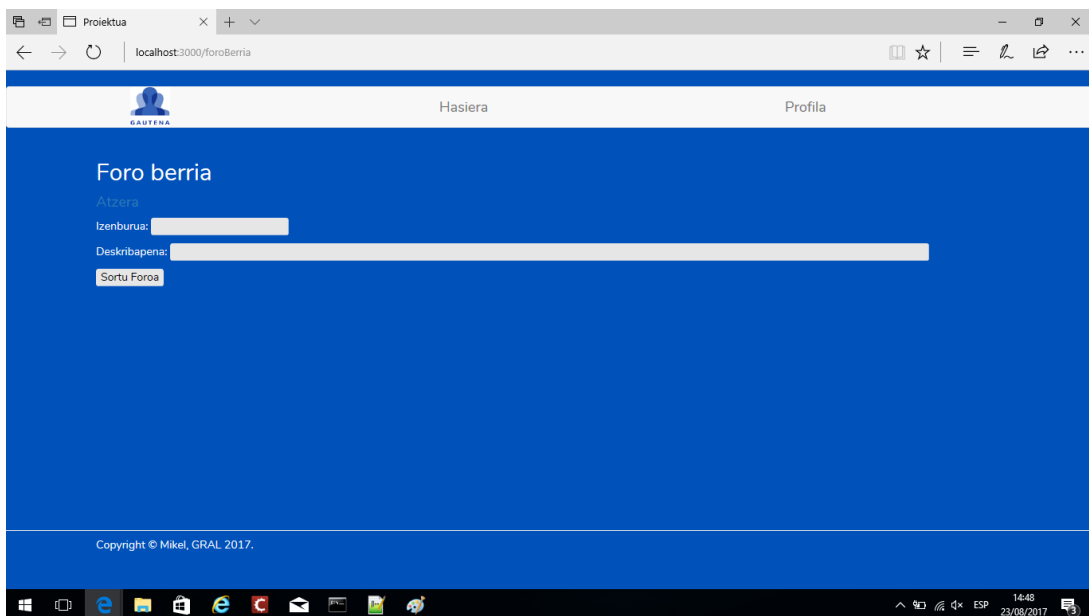 Proiektua
localhost:3000/foroBerria
GAUTENA
Hasiera
Profila
Foro berria
Atzera
Izenburua:
Deskribapena:
Sortu Foroa
Copyright © Mikel, GRAL 2017.
ESP
14:48
23/08/2017